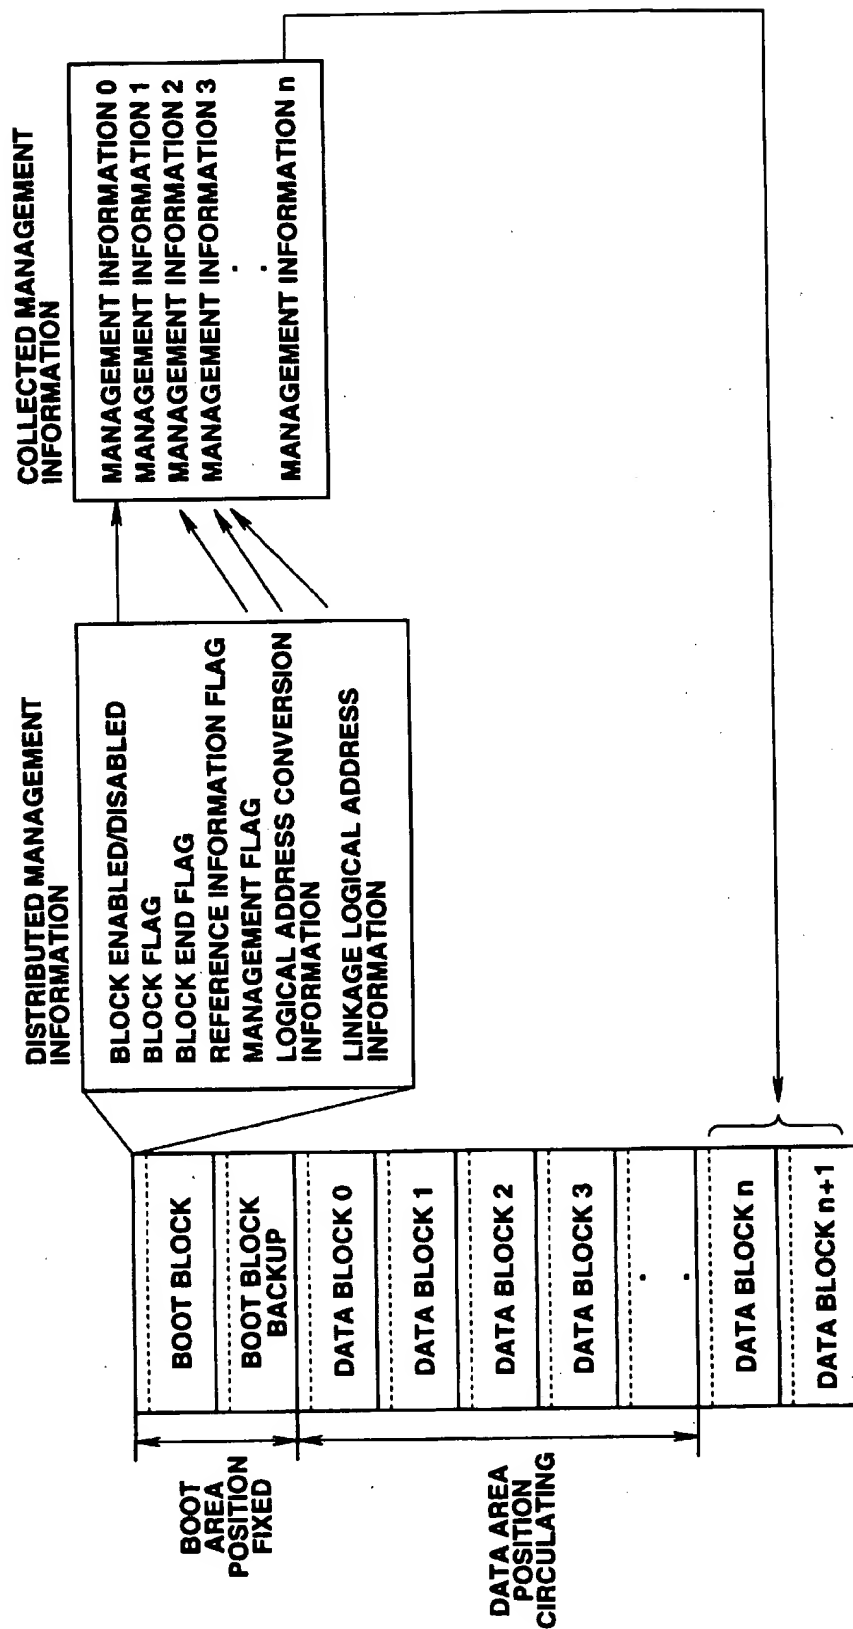 BOOT
AREA
POSITION
FIXED
DATA AREA
POSITION
CIRCULATING
BOOT BLOCK
BOOT BLOCK
BACKUP
DATA BLOCK 0
DATA BLOCK 1
DATA BLOCK 2
DATA BLOCK 3
. .
DATA BLOCK n
DATA BLOCK n+1
DISTRIBUTED MANAGEMENT
INFORMATION
BLOCK ENABLED/DISABLED
BLOCK FLAG
BLOCK END FLAG
REFERENCE INFORMATION FLAG
MANAGEMENT FLAG
LOGICAL ADDRESS CONVERSION
INFORMATION
LINKAGE LOGICAL ADDRESS
INFORMATION
COLLECTED MANAGEMENT
INFORMATION
MANAGEMENT INFORMATION 0
MANAGEMENT INFORMATION 1
MANAGEMENT INFORMATION 2
MANAGEMENT INFORMATION 3
. .
MANAGEMENT INFORMATION n